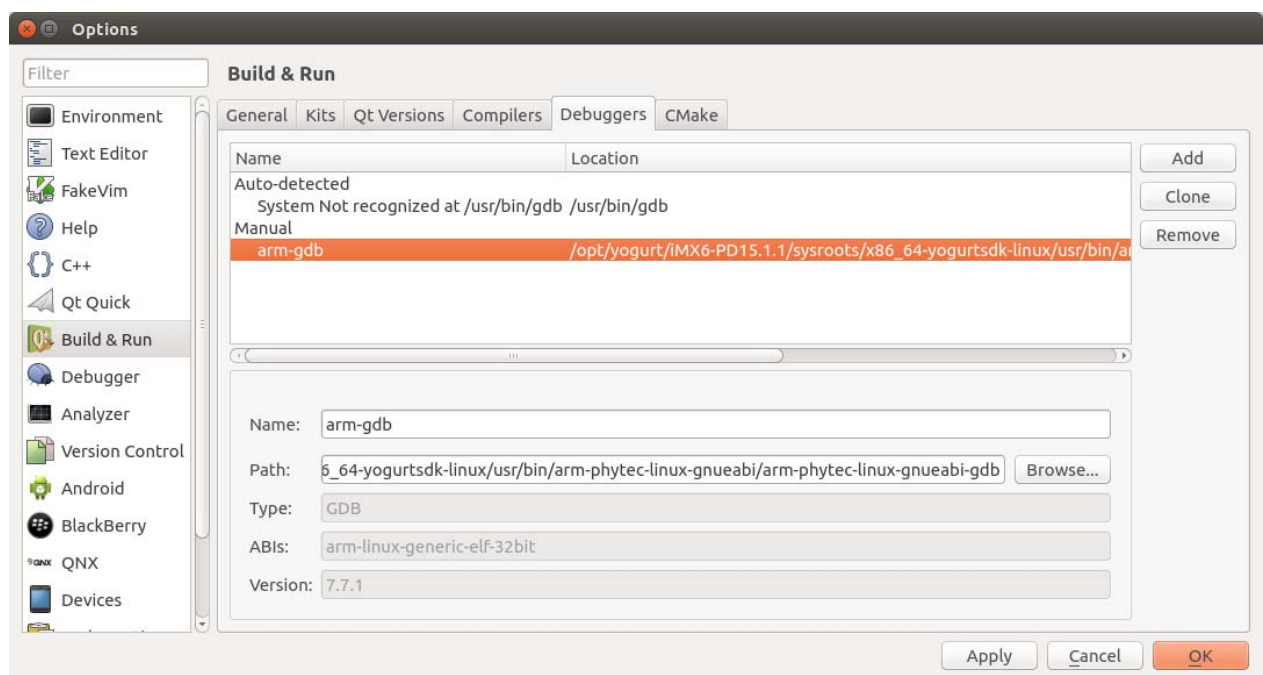 Options
Filter
Build & Run
Environment
Text Editor
FakeVim
Help
C++
Qt Quick
Build & Run
Debugger
Analyzer
Version Control
Android
BlackBerry
QNX
Devices
General Kits Qt Versions Compilers Debuggers CMake
Name Location
Auto-detected
System Not recognized at /usr/bin/gdb /usr/bin/gdb
Manual
arm-gdb /opt/yogurt/iMX6-PD15.1.1/sysroots/x86_64-yogurtsdk-linux/usr/bin/
Add
Clone
Remove
Name: arm-gdb
Path: 6_64-yogurtsdk-linux/usr/bin/arm-phytec-linux-gnueabi/arm-phytec-linux-gnueabi-gdb Browse...
Type: GDB
ABIs: arm-linux-generic-elf-32bit
Version: 7.7.1
Apply Cancel OK